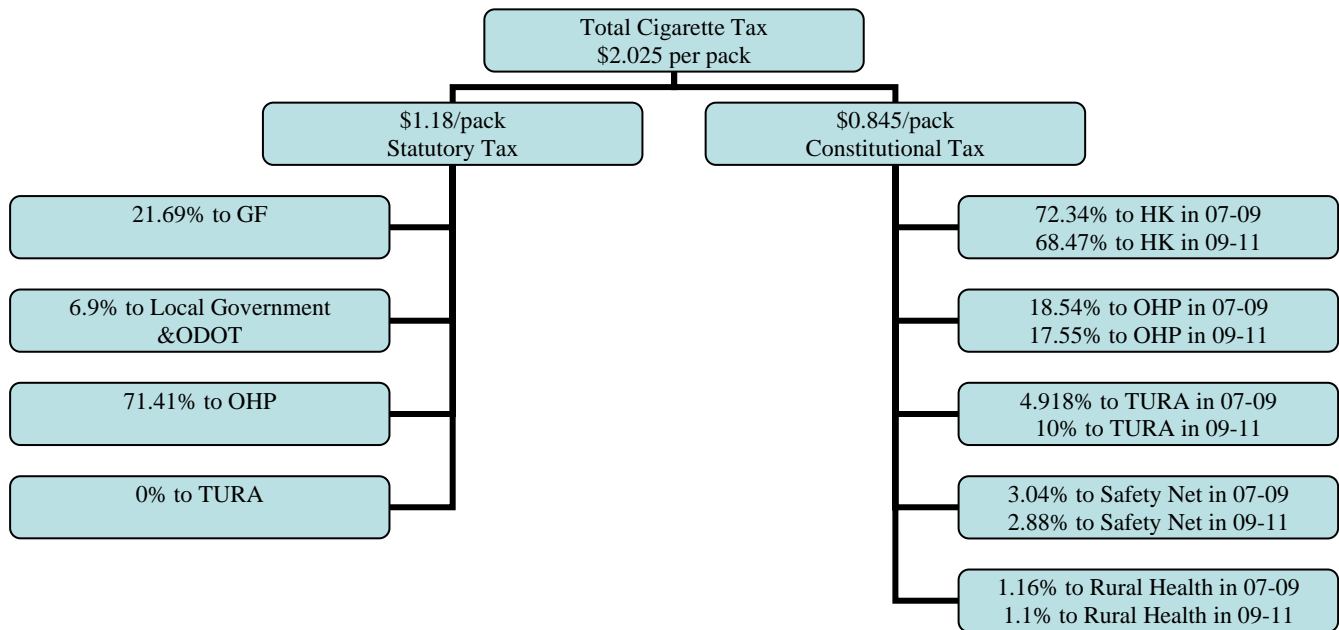 Total Cigarette Tax
$2.025 per pack
$1.18/pack
Statutory Tax
$0.845/pack
Constitutional Tax
21.69% to GF
6.9% to Local Government
&ODOT
71.41% to OHP
0% to TURA
72.34% to HK in 07-09
68.47% to HK in 09-11
18.54% to OHP in 07-09
17.55% to OHP in 09-11
4.918% to TURA in 07-09
10% to TURA in 09-11
3.04% to Safety Net in 07-09
2.88% to Safety Net in 09-11
1.16% to Rural Health in 07-09
1.1% to Rural Health in 09-11